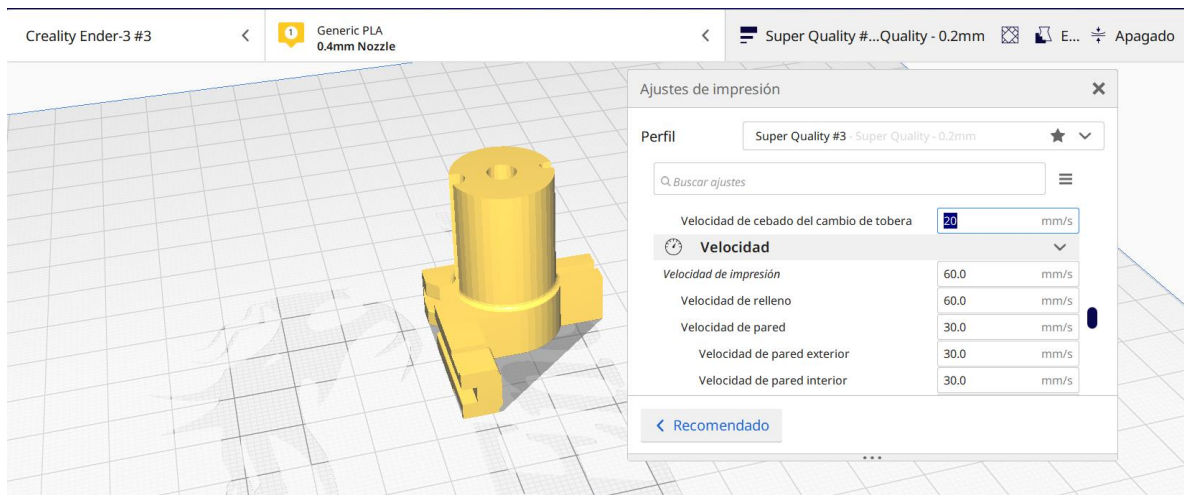 Creality Ender-3 #3
1
Generic PLA
0.4mm Nozzle
Super Quality #...Quality - 0.2mm
E...
Apagado
Ajustes de impresión
Perfil
Super Quality #3 - Super Quality - 0.2mm
Buscar ajustes
Velocidad de cebado del cambio de tobera 20 mm/s
Velocidad
Velocidad de impresión 60.0 mm/s
Velocidad de relleno 60.0 mm/s
Velocidad de pared 30.0 mm/s
Velocidad de pared exterior 30.0 mm/s
Velocidad de pared interior 30.0 mm/s
Recomendado